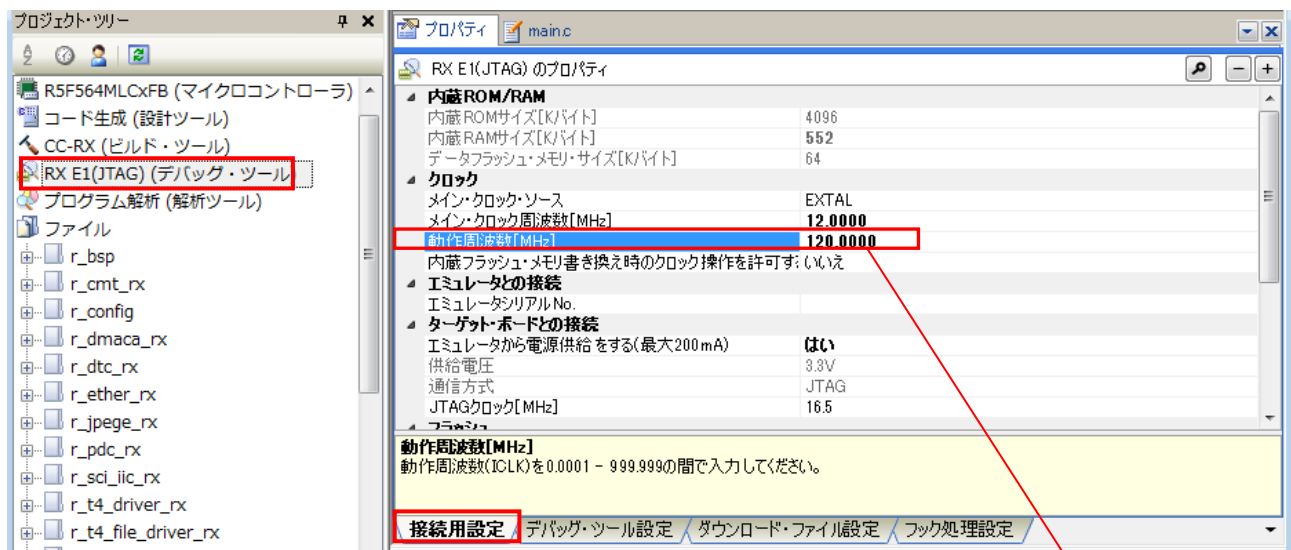 プロジェクト・ツリー
R5F564MLCxFB (マイクロコントローラ)
コード生成 (設計ツール)
CC-RX (ビルド・ツール)
RX E1(JTAG) (デバッグ・ツール)
プログラム解析 (解析ツール)
ファイル
r_bsp
r_cmt_rx
r_config
r_dmaca_rx
r_dtc_rx
r_ether_rx
r_jpege_rx
r_pdc_rx
r_sci_iic_rx
r_t4_driver_rx
r_t4_file_driver_rx
プロパティ main.c
RX E1(JTAG) のプロパティ
内蔵ROM/RAM
内蔵ROMサイズ[Kバイト] 4096
内蔵RAMサイズ[Kバイト] 552
データフラッシュ・メモリ・サイズ[Kバイト] 64
クロック
メイン・クロック・ソース EXTAL
メイン・クロック周波数[MHz] 12.0000
動作周波数[MHz] 120.0000
内蔵フラッシュ・メモリ書き換え時のクロック操作を許可す いいえ
エミュレータとの接続
エミュレータシリアルNo.
ターゲット・ボードとの接続
エミュレータから電源供給をする(最大200mA) はい
供給電圧 3.3V
通信方式 JTAG
JTAGクロック[MHz] 16.5
フラッシュ
動作周波数[MHz]
動作周波数(ICLK)を0.0001 - 999.999の間で入力してください。
接続用設定 デバッグ・ツール設定 ダウンロード・ファイル設定 フック処理設定